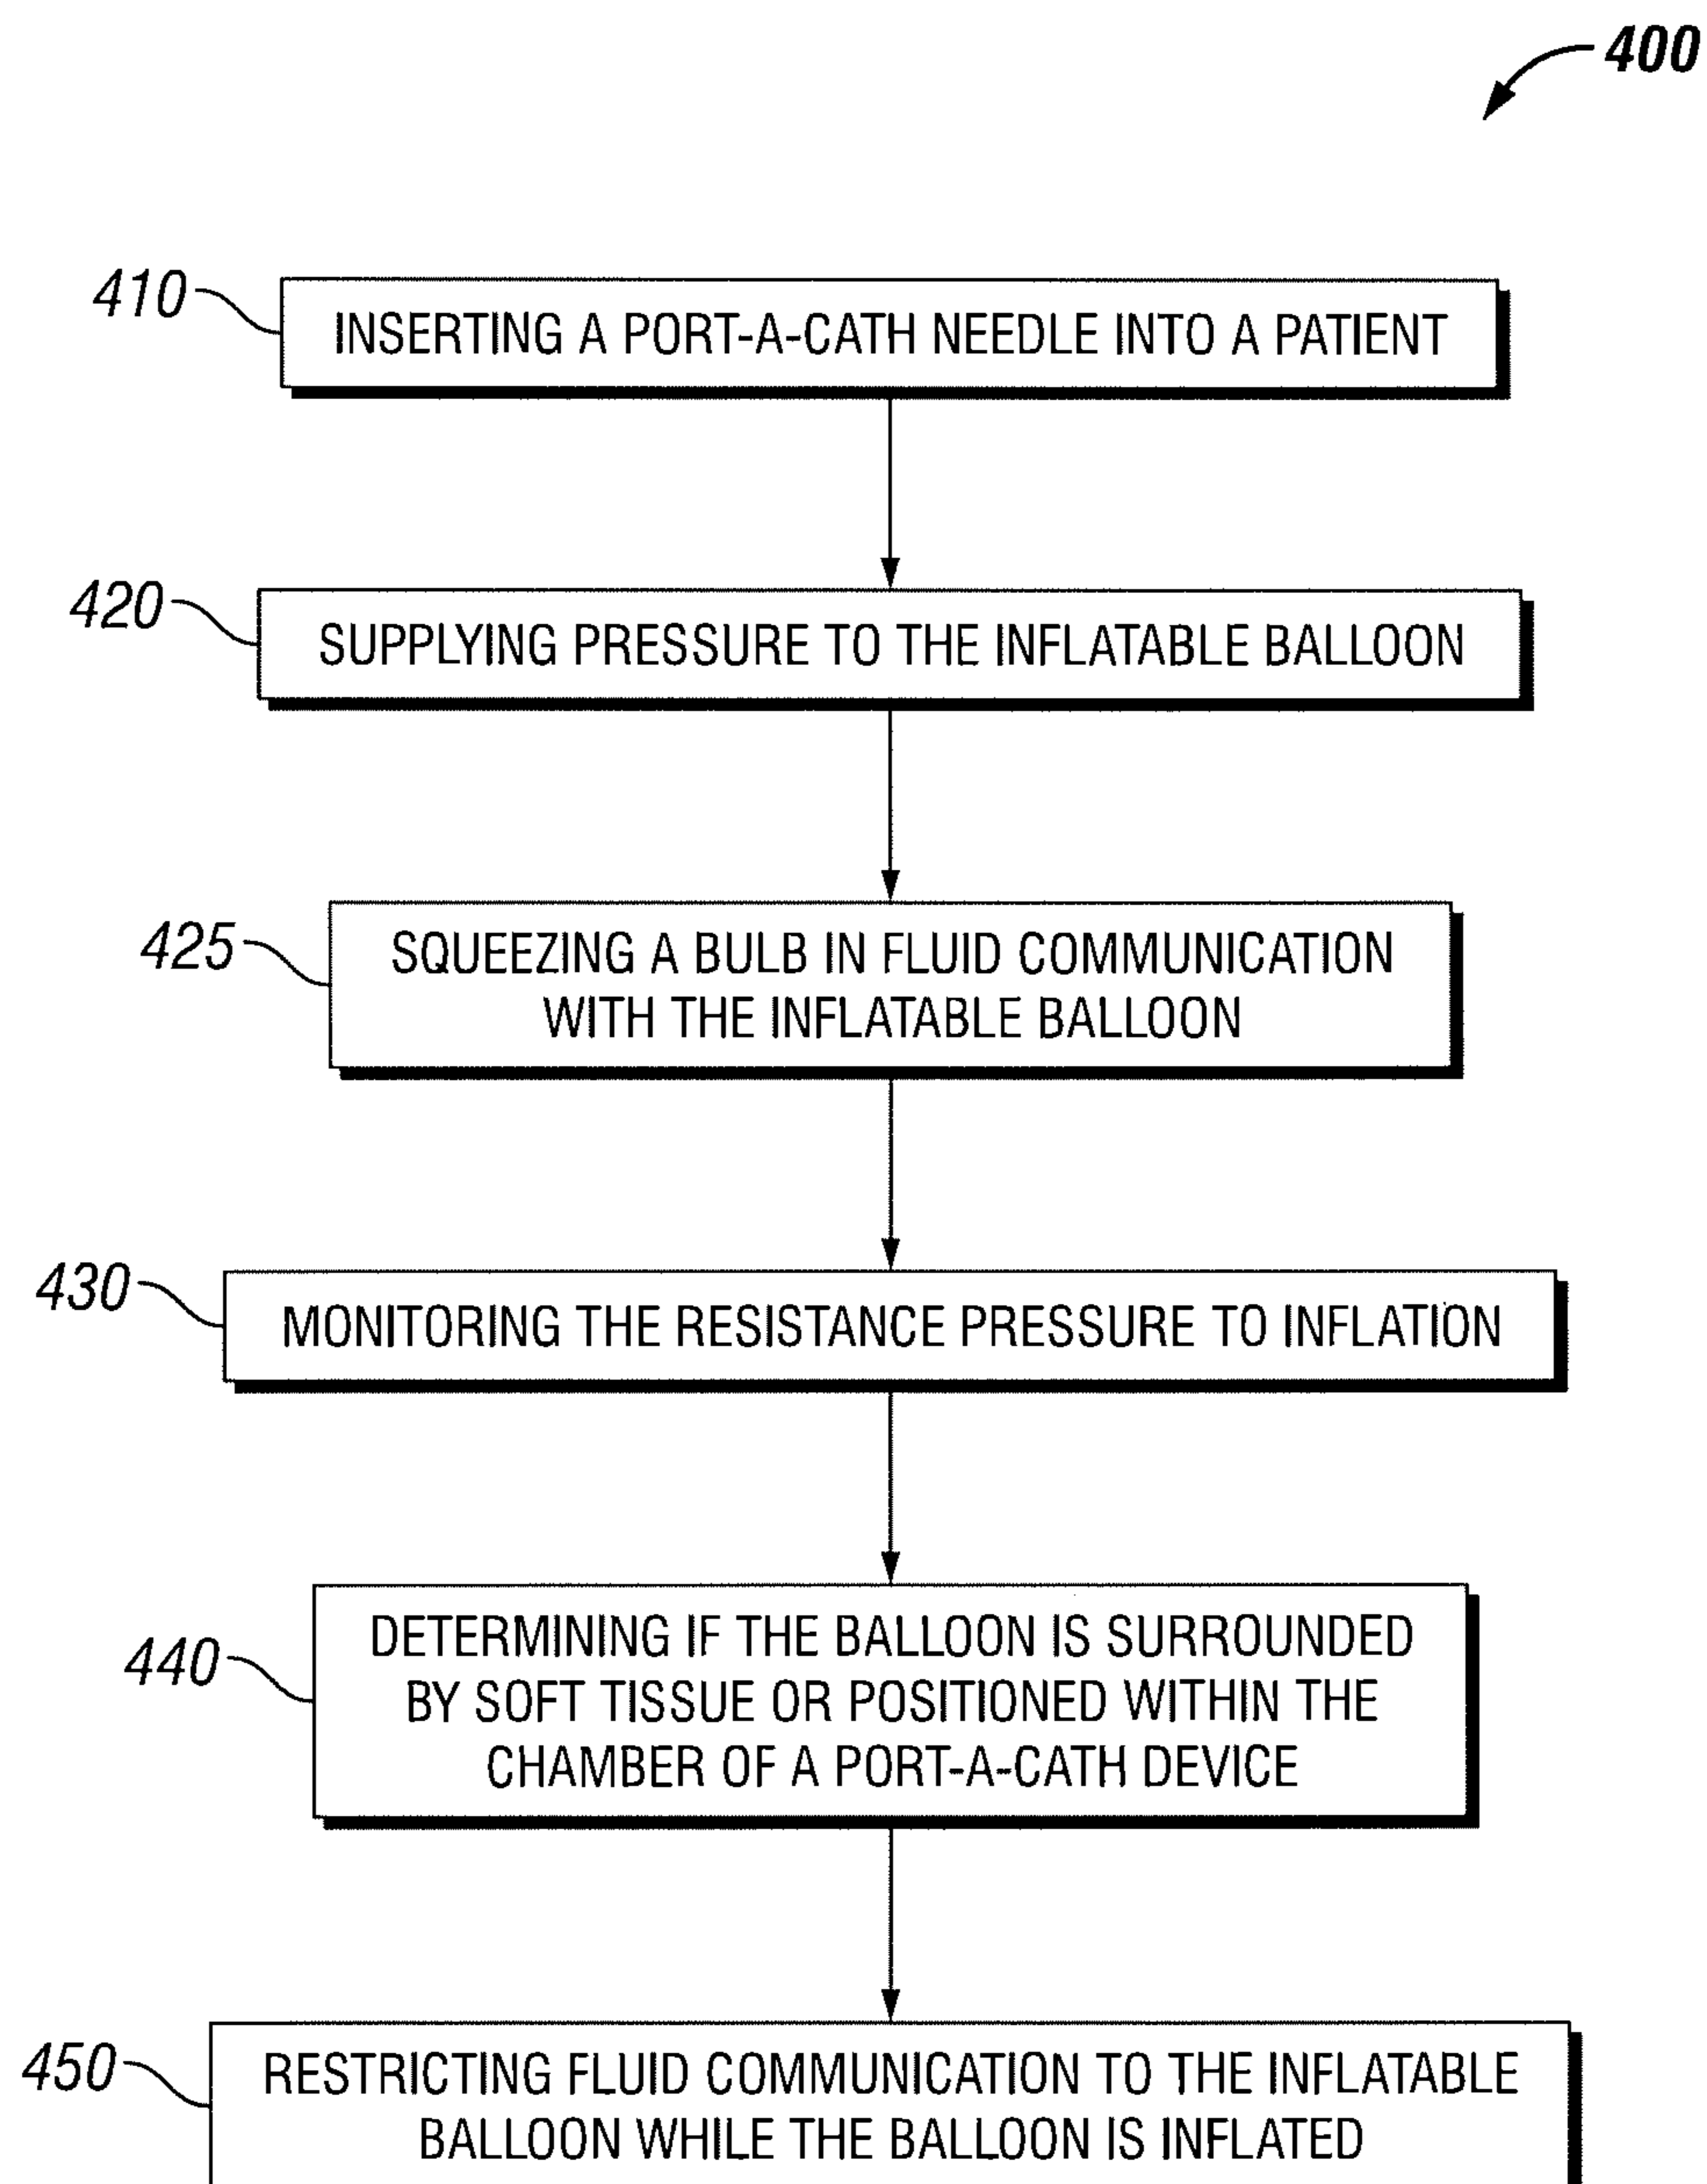 400
410
INSERTING A PORT-A-CATH NEEDLE INTO A PATIENT
420
SUPPLYING PRESSURE TO THE INFLATABLE BALLOON
425
SQUEEZING A BULB IN FLUID COMMUNICATION
WITH THE INFLATABLE BALLOON
430
MONITORING THE RESISTANCE PRESSURE TO INFLATION
440
DETERMINING IF THE BALLOON IS SURROUNDED
BY SOFT TISSUE OR POSITIONED WITHIN THE
CHAMBER OF A PORT-A-CATH DEVICE
450
RESTRICTING FLUID COMMUNICATION TO THE INFLATABLE
BALLOON WHILE THE BALLOON IS INFLATED